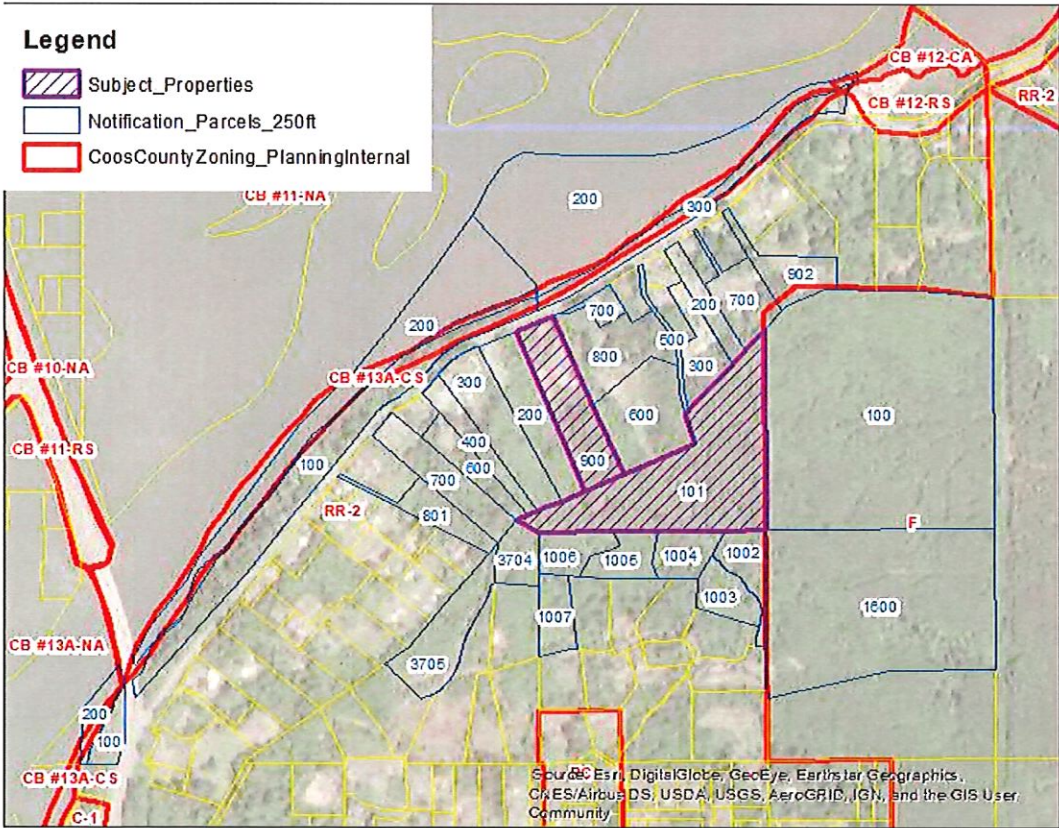 Legend
Subject_Properties
Notification_Parcels_250ft
CoosCountyZoning_PlanningInternal
CB #12-CA
CB #12-RS
RR-2
CB #11-NA
200
300
902
200
700
700
200
500
800
300
CB #10-NA
CB #13A-CS
300
200
600
100
CB #11-RS
400
600
900
100
700
101
RR-2
801
F
3704
1006
1005
1004
1002
1003
1600
1007
CB #13A-NA
3705
200
100
CB #13A-CS
RC
C-1
Source: Esri, DigitalGlobe, GeoEye, Earthstar Geographics,
CNES/Airbus DS, USDA, USGS, AeroGRID, IGN, and the GIS User
Community